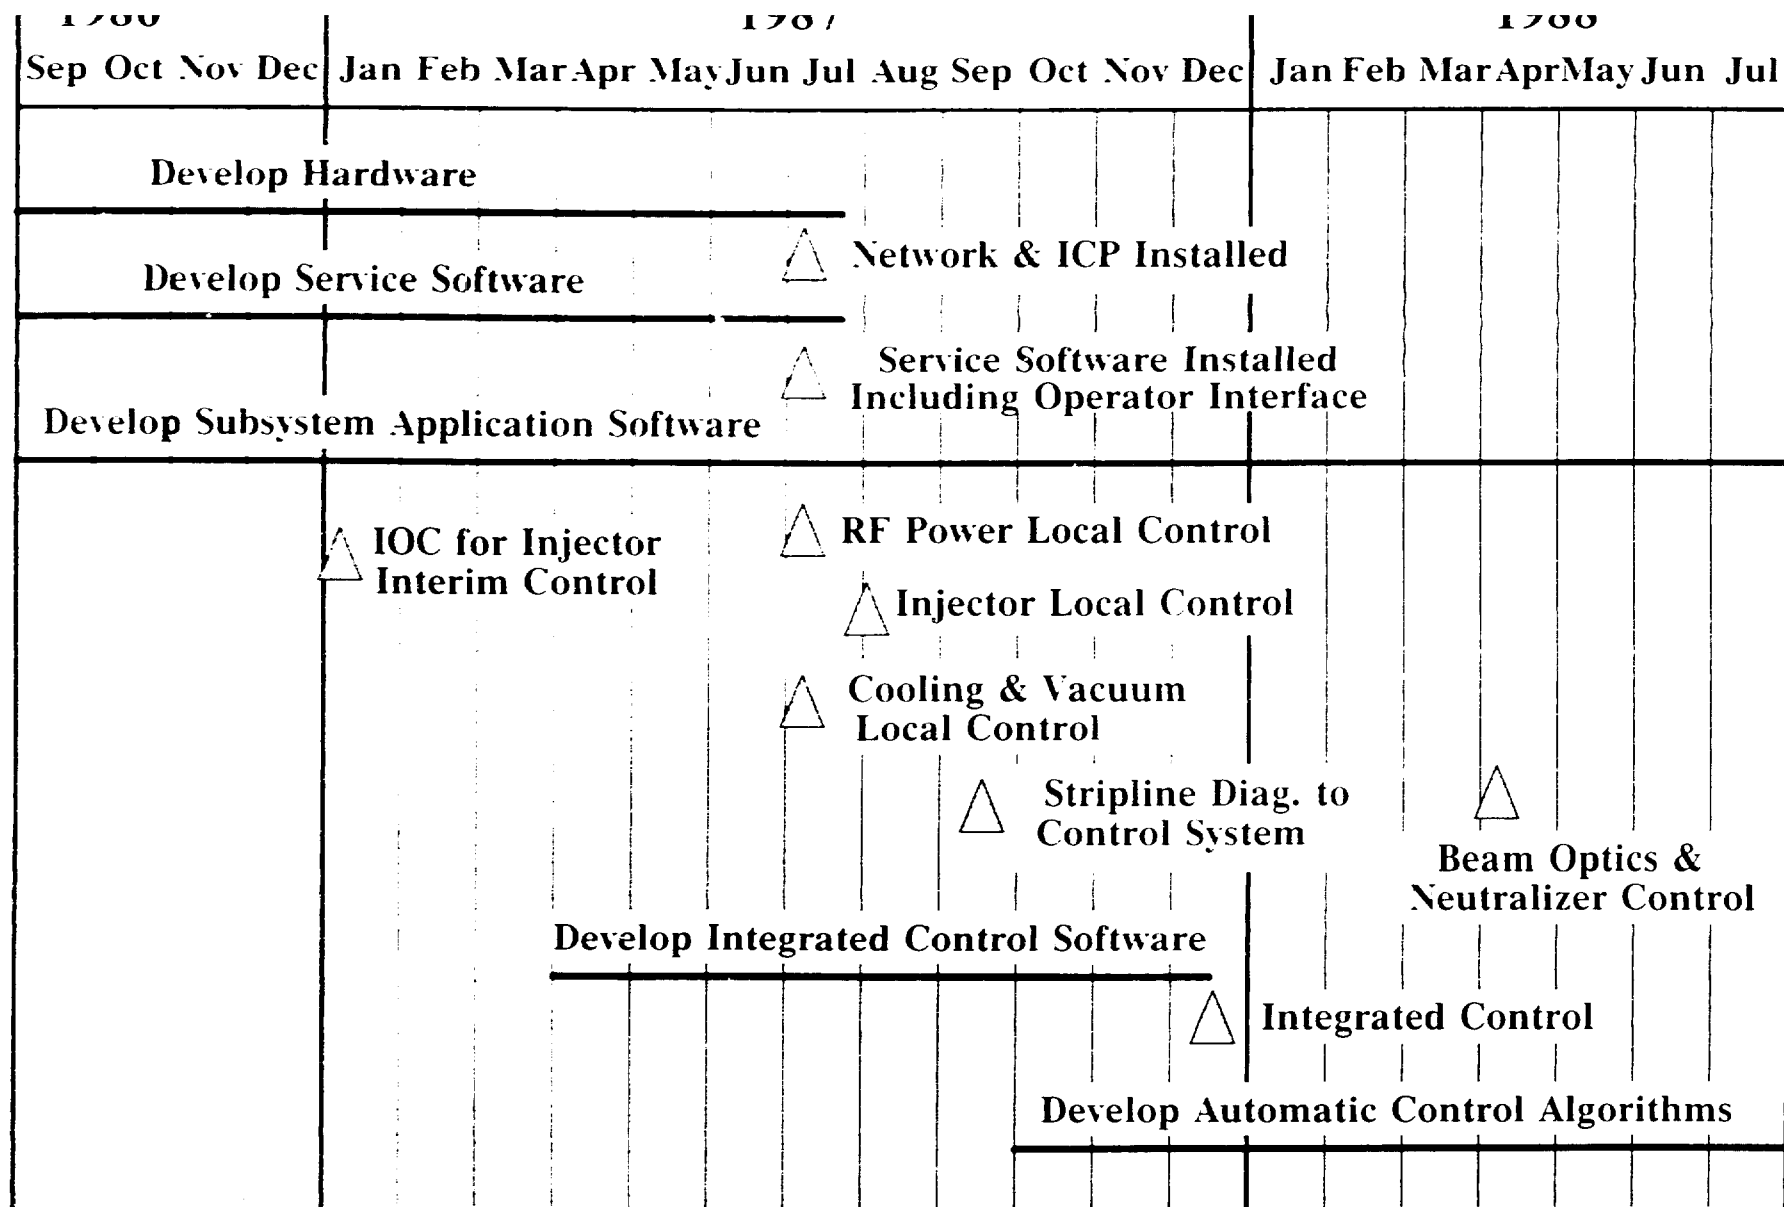 1986 1987 1988
Sep Oct Nov Dec Jan Feb Mar Apr May Jun Jul Aug Sep Oct Nov Dec Jan Feb Mar Apr May Jun Jul
Develop Hardware
Network & ICP Installed
Develop Service Software
Service Software Installed
Including Operator Interface
Develop Subsystem Application Software
IOC for Injector
Interim Control
RF Power Local Control
Injector Local Control
Cooling & Vacuum
Local Control
Stripline Diag. to
Control System
Beam Optics &
Neutralizer Control
Develop Integrated Control Software
Integrated Control
Develop Automatic Control Algorithms